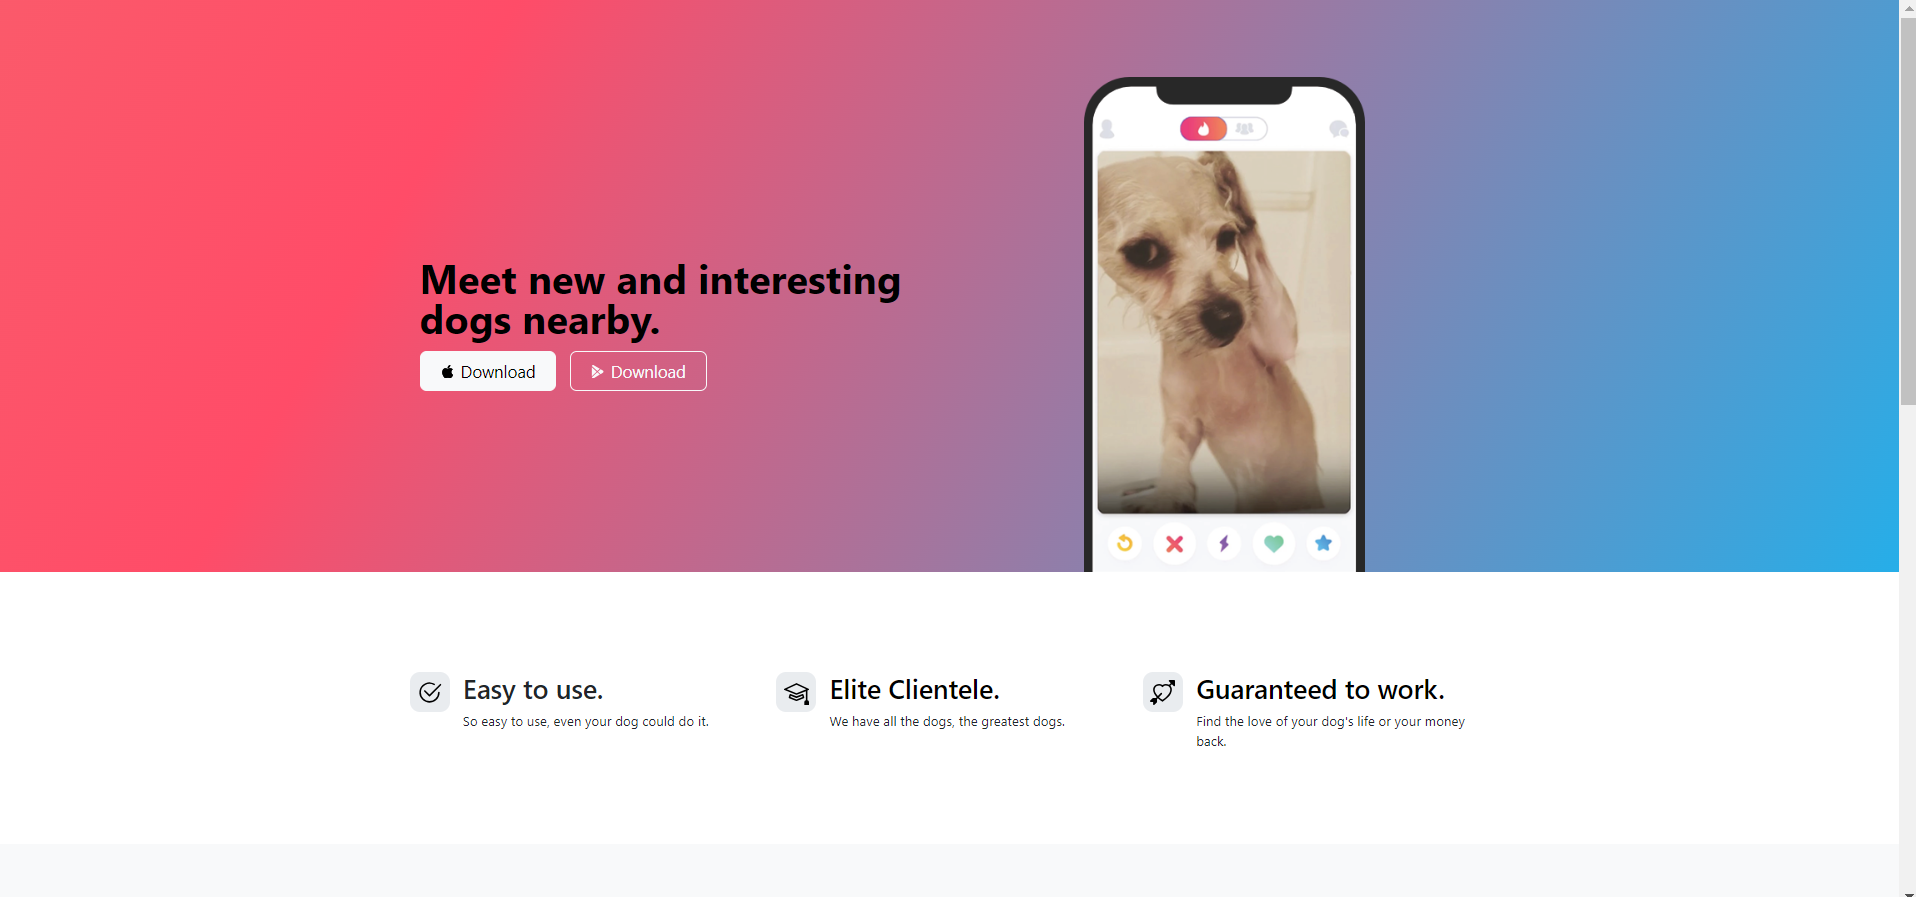 Meet new and interesting
dogs nearby.
Download
Download
Easy to use.
So easy to use, even your dog could do it.
Elite Clientele.
We have all the dogs, the greatest dogs.
Guaranteed to work.
Find the love of your dog's life or your money
back.